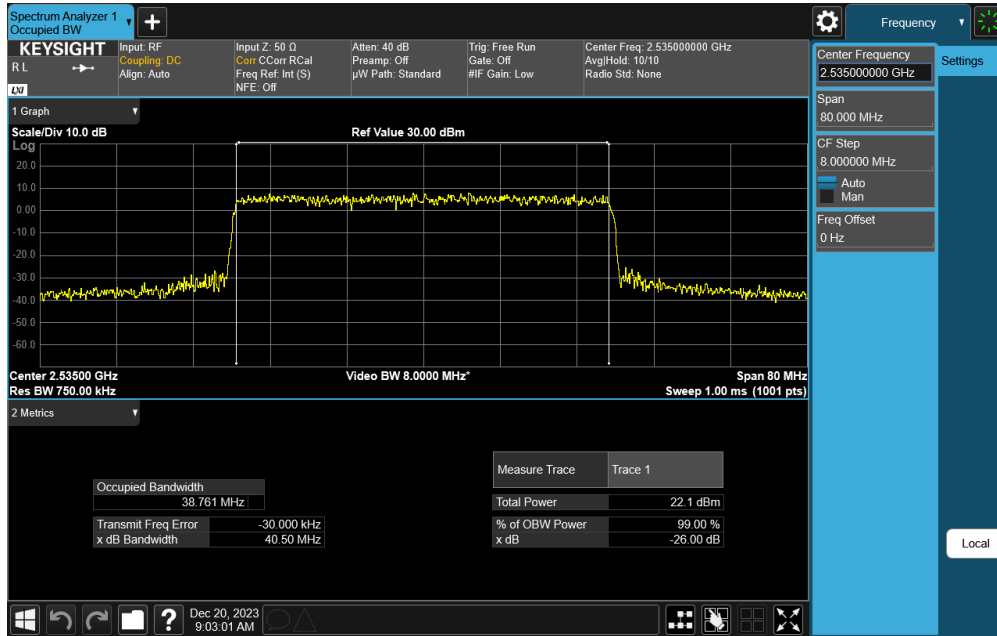 Spectrum Analyzer 1
Occupied BW
Frequency
KEYSIGHT
RL
LXI
Input: RF
Coupling: DC
Align: Auto
Input Z: 50 Ω
Corr CCorr RCal
Freq Ref: Int (S)
NFE: Off
Atten: 40 dB
Preamp: Off
µW Path: Standard
Trig: Free Run
Gate: Off
#IF Gain: Low
Center Freq: 2.535000000 GHz
Avg|Hold: 10/10
Radio Std: None
Center Frequency
2.535000000 GHz
Settings
Span
80.000 MHz
CF Step
8.000000 MHz
Auto
Man
Freq Offset
0 Hz
1 Graph
Scale/Div 10.0 dB
Ref Value 30.00 dBm
Log
20.0
10.0
0.00
-10.0
-20.0
-30.0
-40.0
-50.0
-60.0
Center 2.53500 GHz
Video BW 8.0000 MHz*
Span 80 MHz
Res BW 750.00 kHz
Sweep 1.00 ms (1001 pts)
2 Metrics
Measure Trace Trace 1
Occupied Bandwidth
38.761 MHz
Total Power 22.1 dBm
Transmit Freq Error -30.000 kHz
% of OBW Power 99.00 %
x dB Bandwidth 40.50 MHz
x dB -26.00 dB
Local
?
Dec 20, 2023
9:03:01 AM